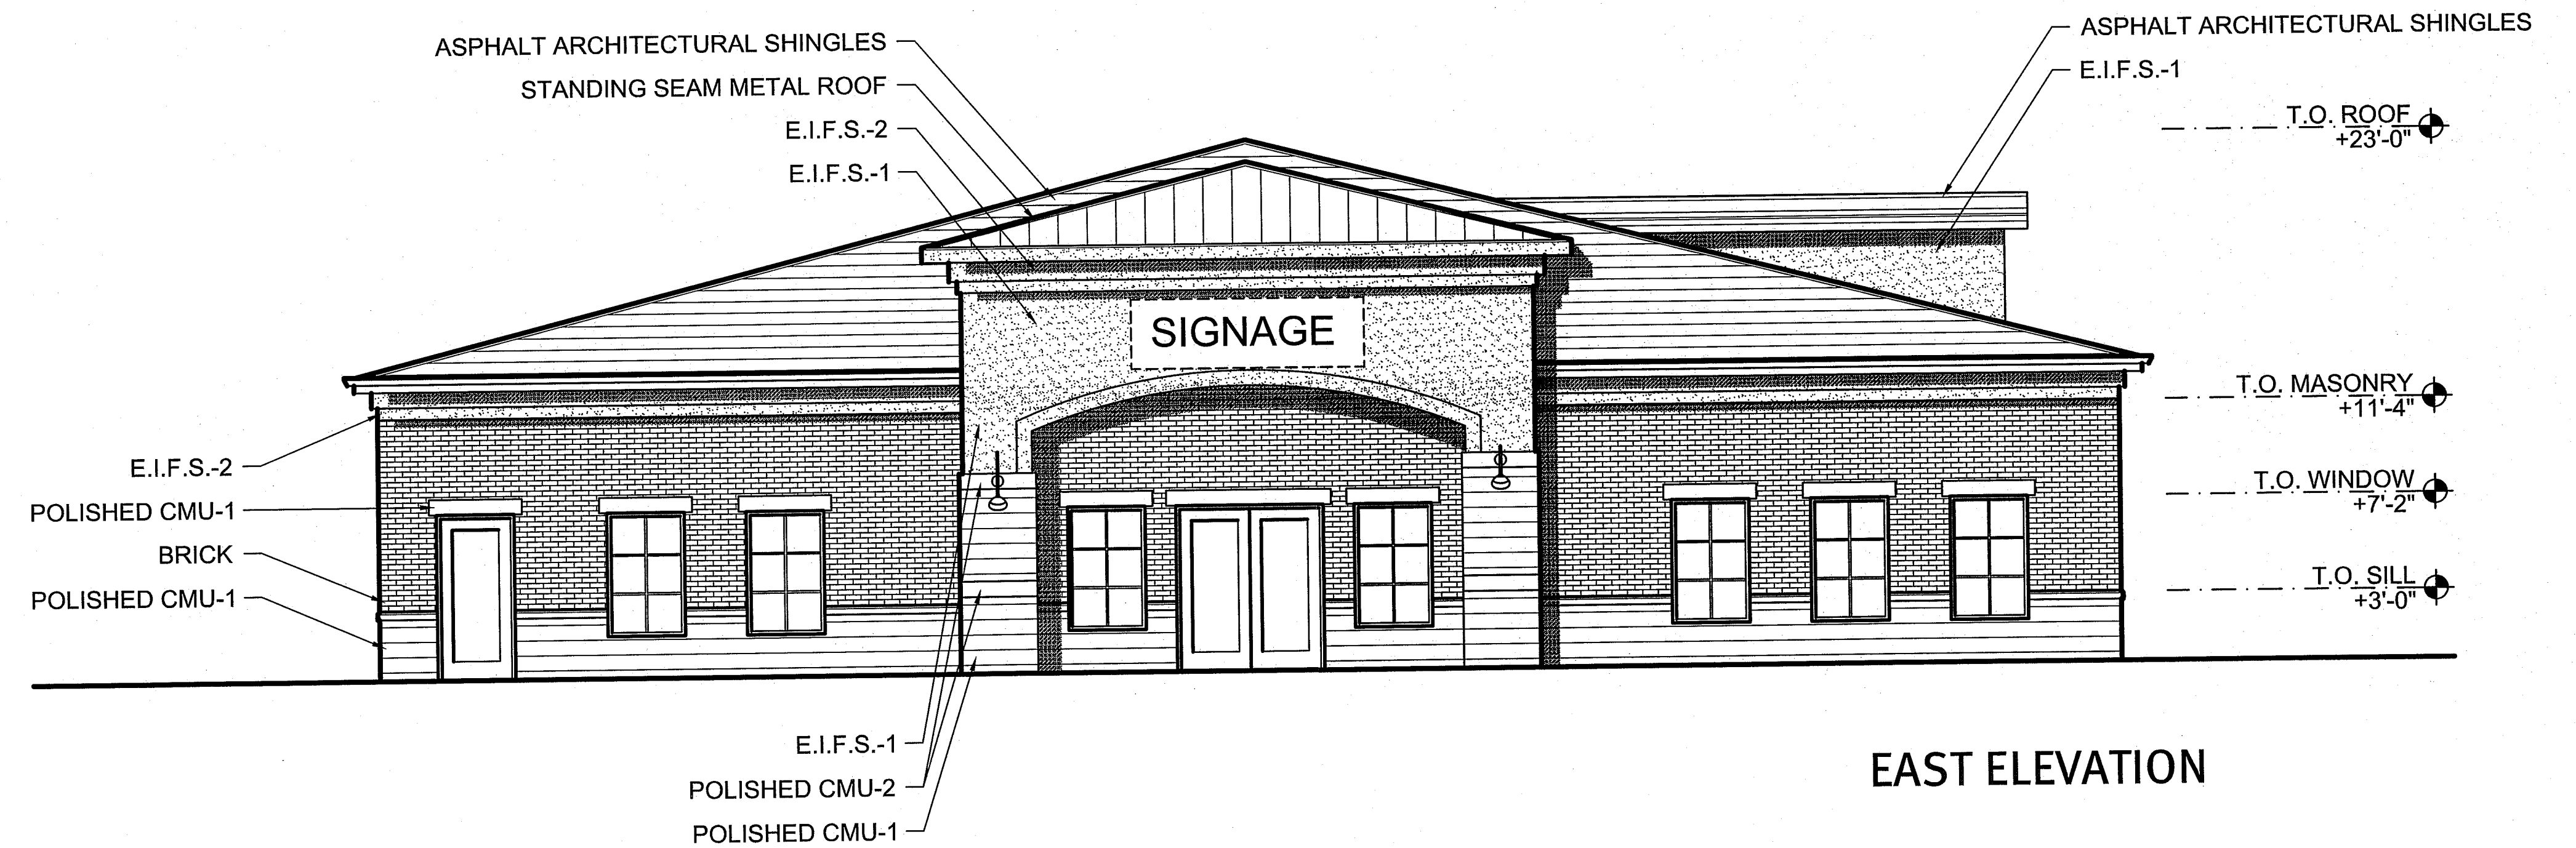 ASPHALT ARCHITECTURAL SHINGLES
STANDING SEAM METAL ROOF
E.I.F.S.-2
E.I.F.S.-1
ASPHALT ARCHITECTURAL SHINGLES
E.I.F.S.-1
T.O. ROOF
+23'-0"
SIGNAGE
T.O. MASONRY
+11'-4"
T.O. WINDOW
+7'-2"
T.O. SILL
+3'-0"
E.I.F.S.-2
POLISHED CMU-1
BRICK
POLISHED CMU-1
E.I.F.S.-1
POLISHED CMU-2
POLISHED CMU-1
EAST ELEVATION